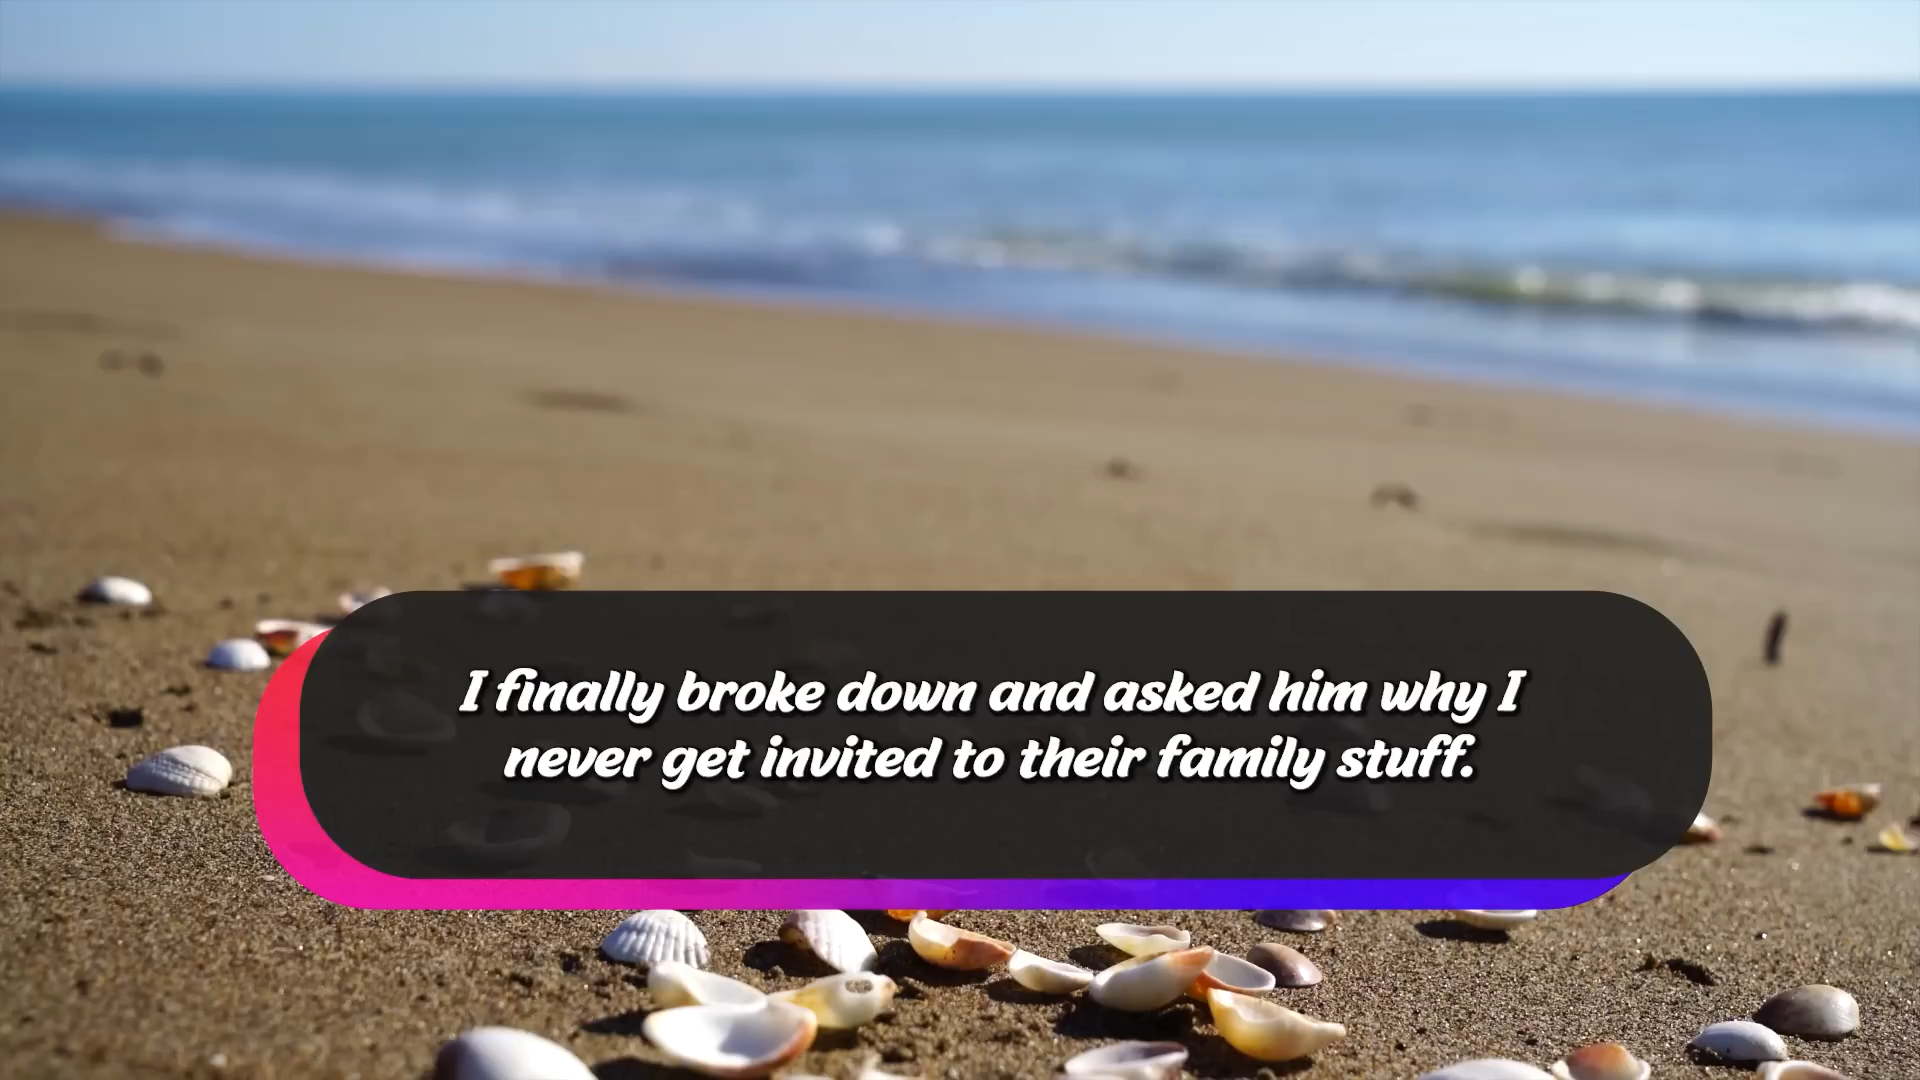 I finally broke down and asked him why I
never get invited to their family stuff.